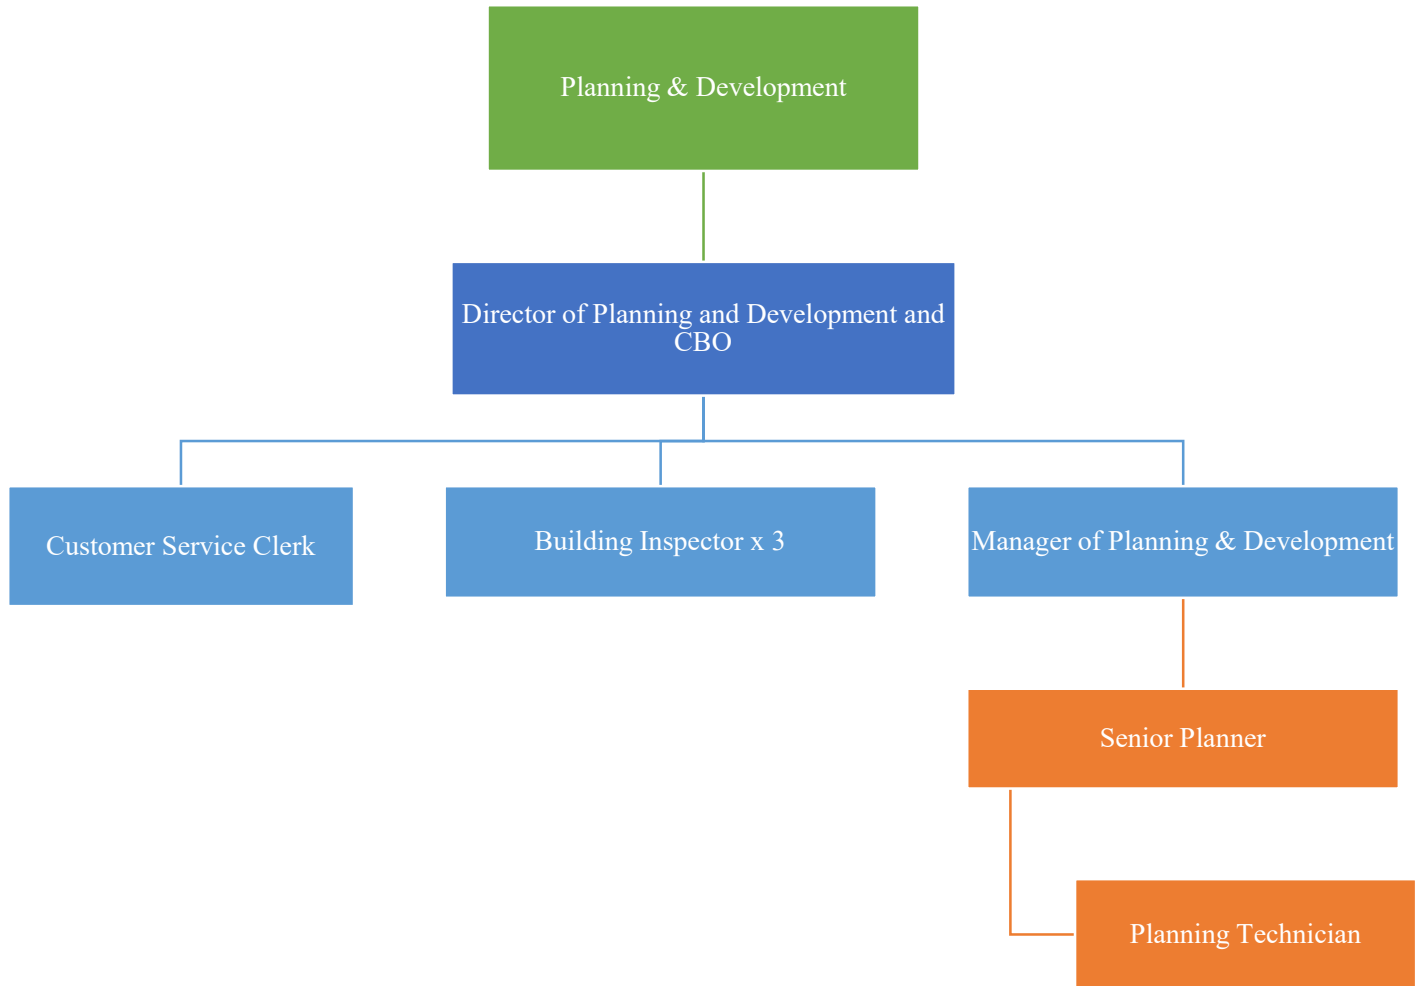 Planning & Development
Director of Planning and Development and
CBO
Customer Service Clerk
Building Inspector x 3
Manager of Planning & Development
Senior Planner
Planning Technician